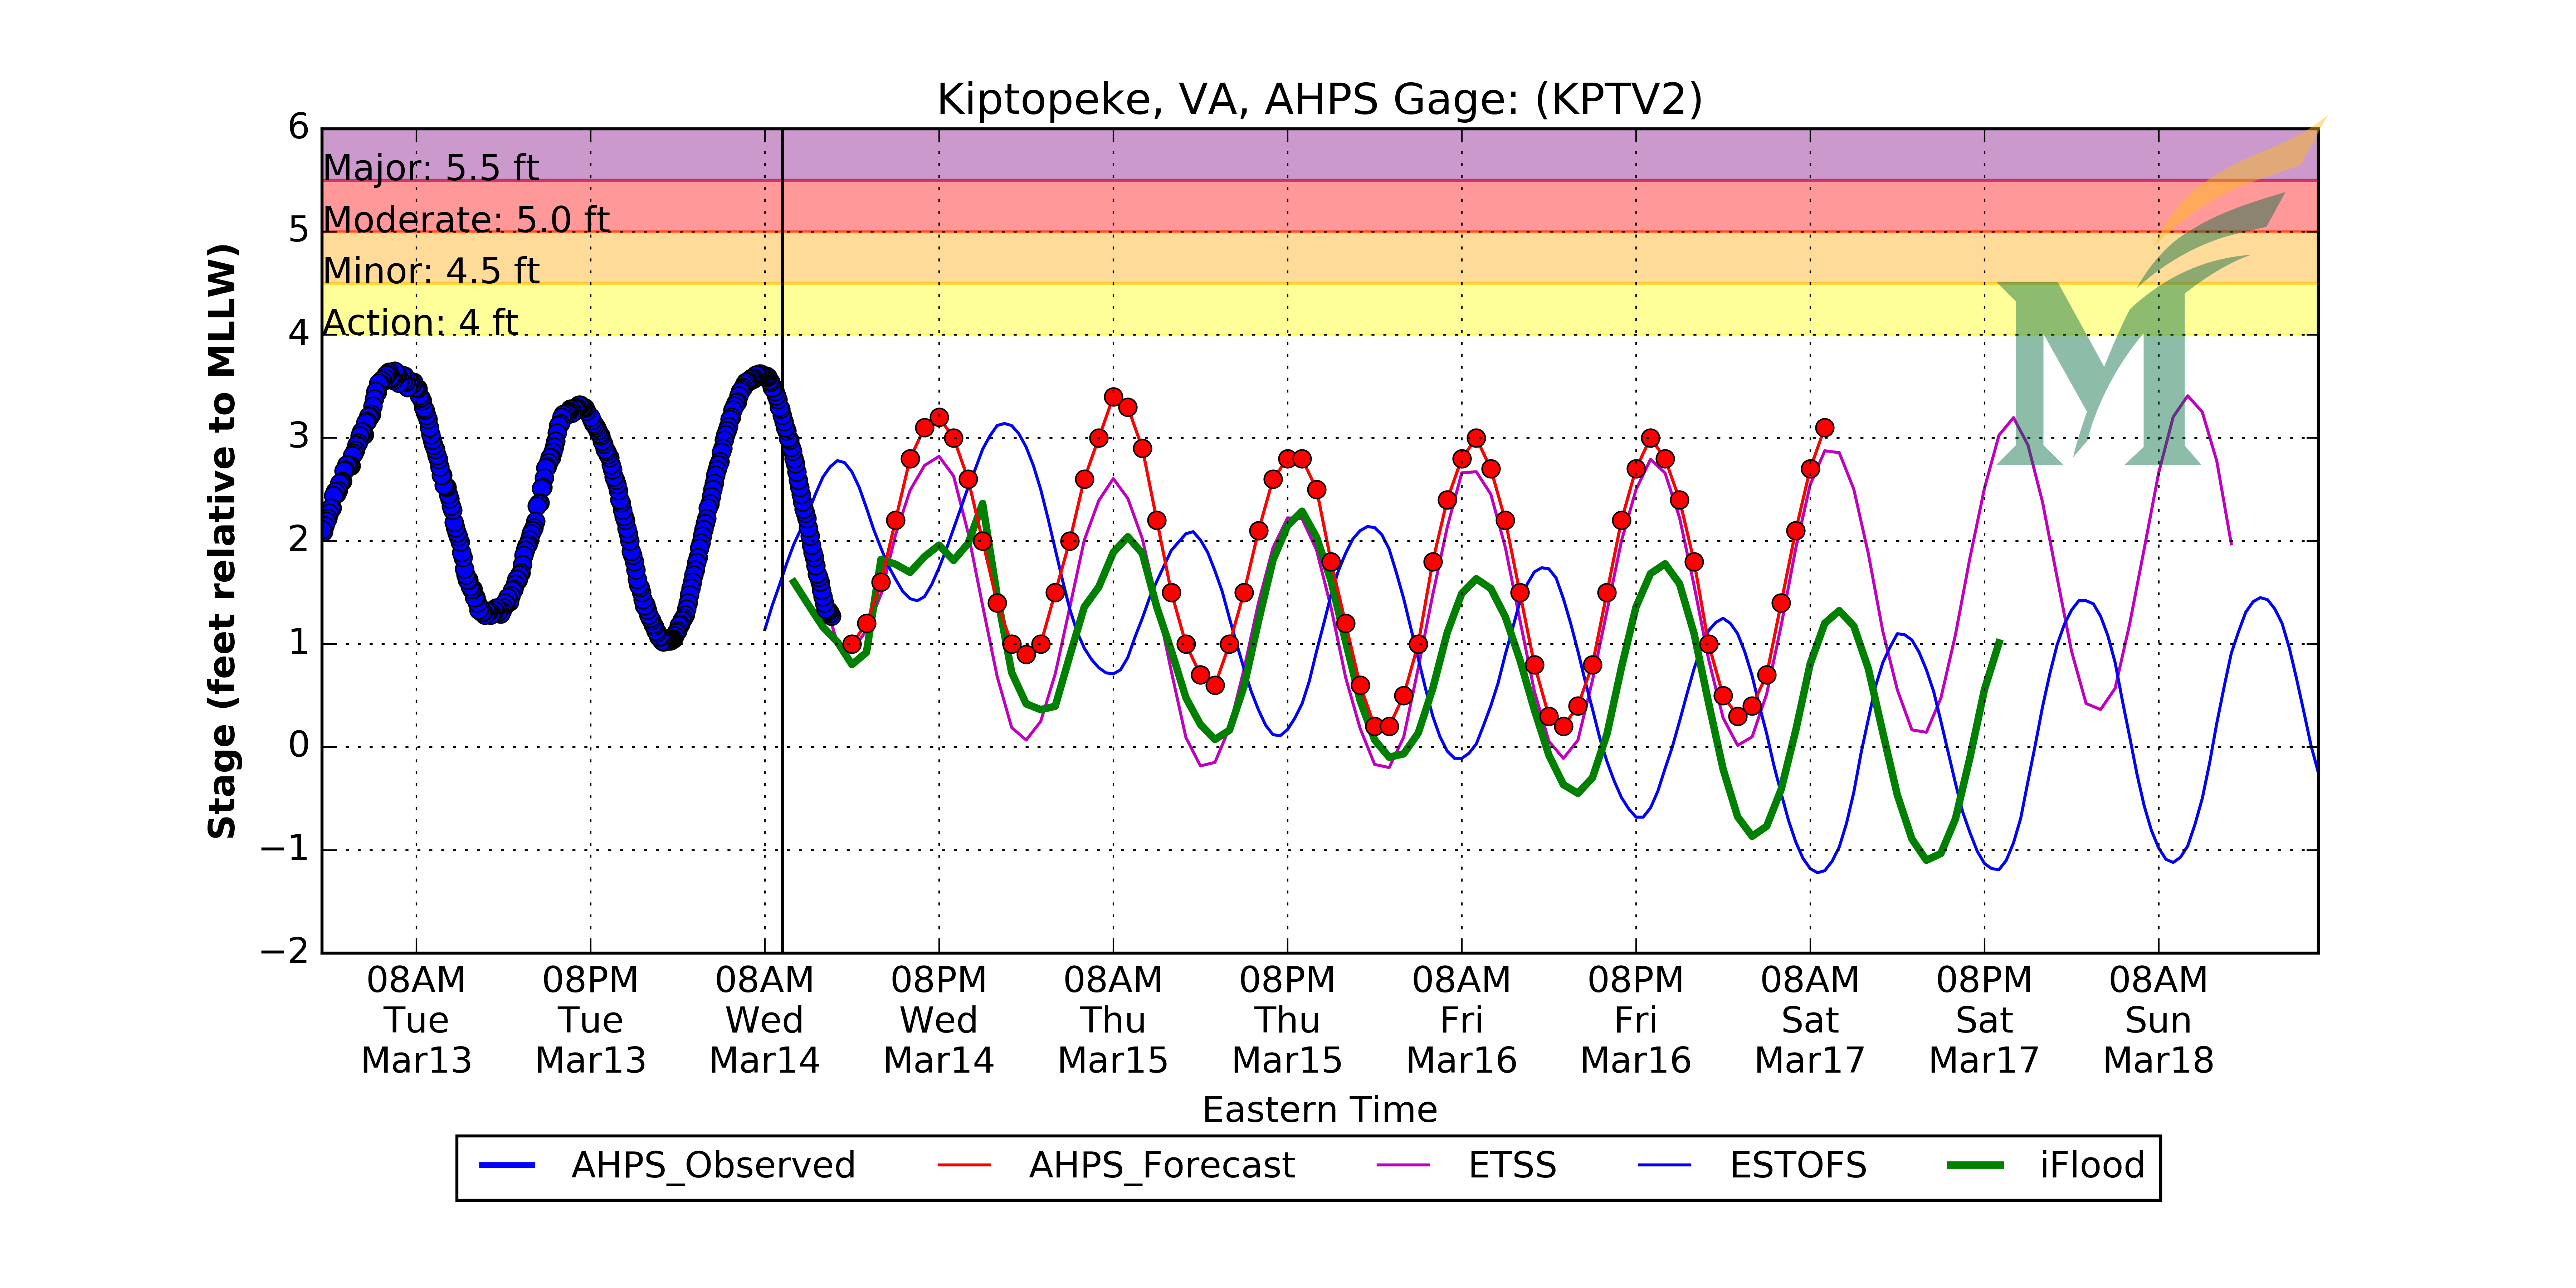 Kiptopeke, VA, AHPS Gage: (KPTV2)
Stage (feet relative to MLLW)
6
5
4
3
2
1
0
−1
−2
Major: 5.5 ft
Moderate: 5.0 ft
Minor: 4.5 ft
Action: 4 ft
08AM 08PM 08AM 08PM 08AM 08PM 08AM 08PM 08AM 08PM 08AM
Tue Tue Wed Wed Thu Thu Fri Fri Sat Sat Sun
Mar13 Mar13 Mar14 Mar14 Mar15 Mar15 Mar16 Mar16 Mar17 Mar17 Mar18
Eastern Time
AHPS_Observed AHPS_Forecast ETSS ESTOFS iFlood
M